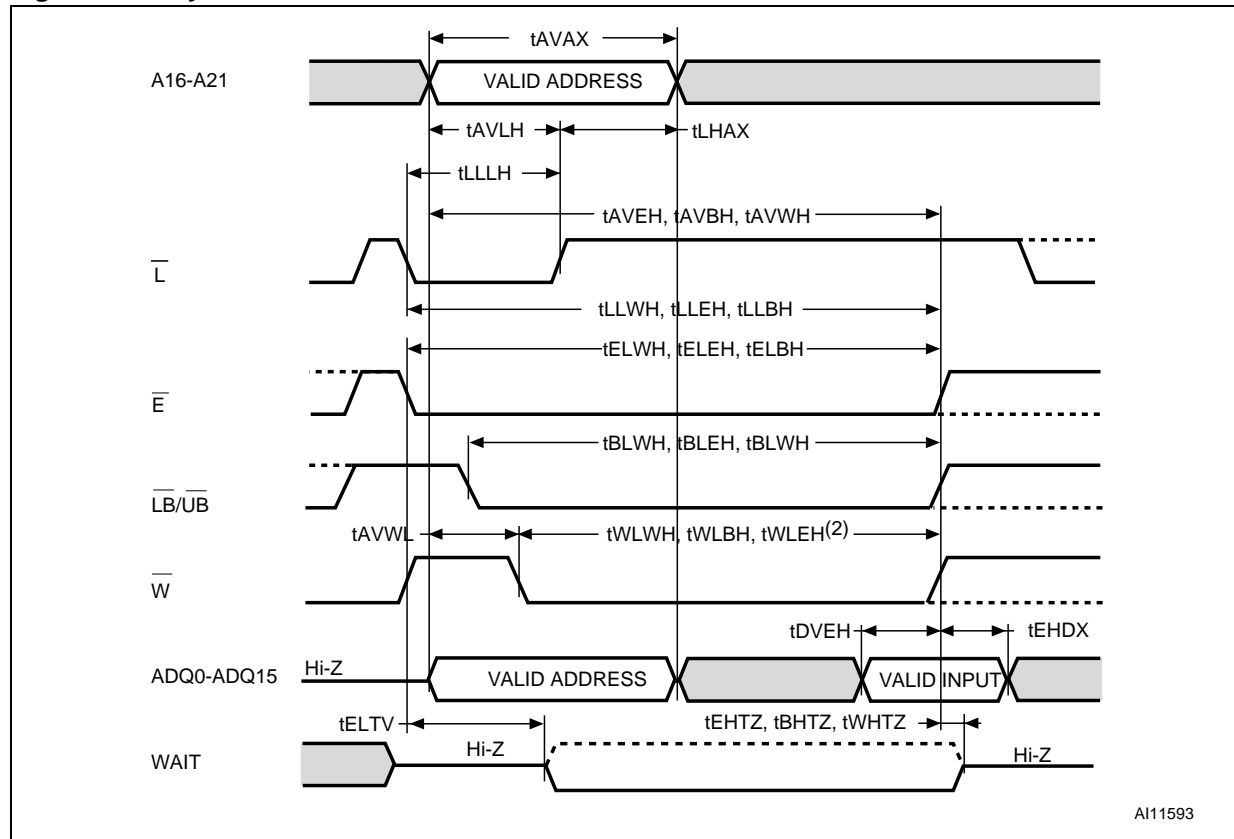 tAVAX
A16-A21
VALID ADDRESS
tAVLH
tLHAX
tLLLH
tAVEH, tAVBH, tAVWH
L
tLLWH, tLLEH, tLLBH
tELWH, tELEH, tELBH
E
tBLWH, tBLEH, tBLWH
LB/UB
tAVWL
tWLWH, tWLBH, tWLEH(2)
W
tDVEH
tEHDX
ADQ0-ADQ15
Hi-Z
VALID ADDRESS
VALID INPUT
tELTV
tEHTZ, tBHTZ, tWHTZ
WAIT
Hi-Z
Hi-Z
AI11593